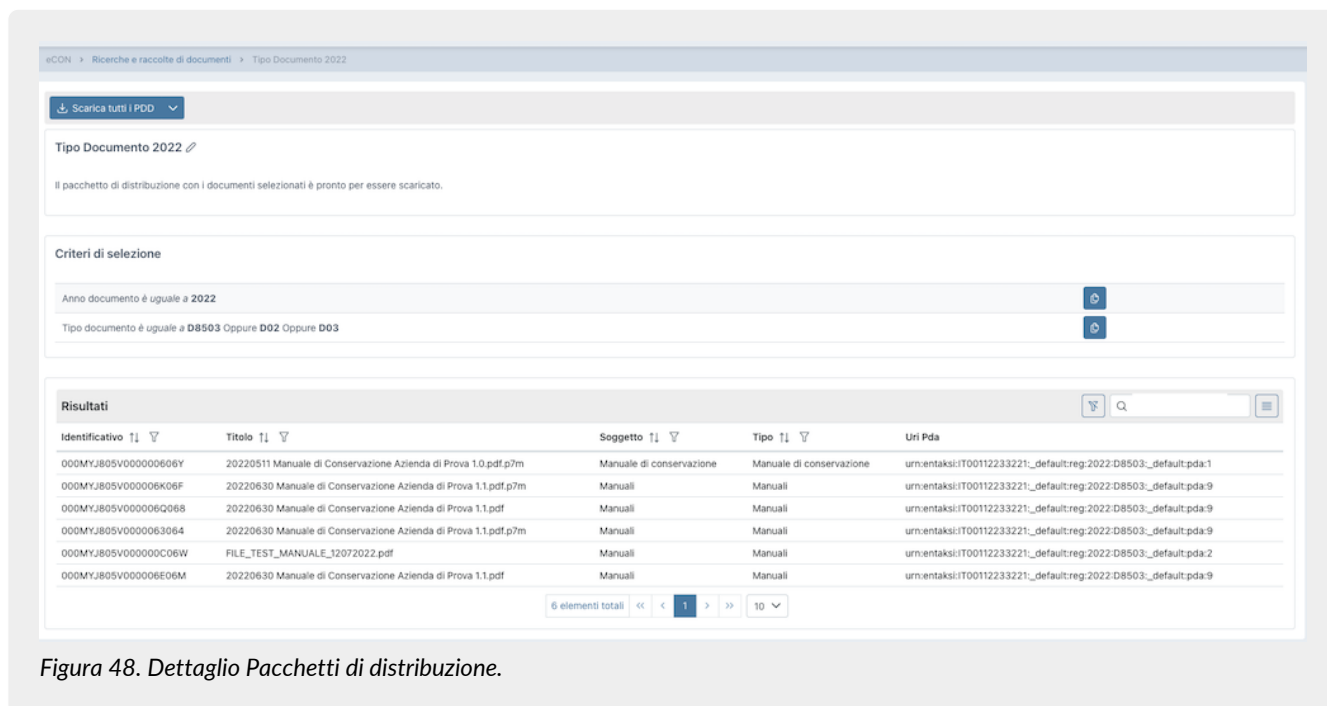 eCON > Ricerche e raccolte di documenti > Tipo Documento 2022
Scarica tutti i PDD
Tipo Documento 2022
Il pacchetto di distribuzione con i documenti selezionati è pronto per essere scaricato.
Criteri di selezione
Anno documento è uguale a 2022
Tipo documento è uguale a D8503 Oppure D02 Oppure D03
Risultati
Identificativo Titolo Soggetto Tipo Uri Pda
000MYJ805V000000606Y 20220511 Manuale di Conservazione Azienda di Prova 1.0.pdf.p7m Manuale di conservazione Manuale di conservazione urn:entaksi:IT00112233221:_default:reg:2022:D8503:_default:pda:1
000MYJ805V000006K06F 20220630 Manuale di Conservazione Azienda di Prova 1.1.pdf.p7m Manuali Manuali urn:entaksi:IT00112233221:_default:reg:2022:D8503:_default:pda:9
000MYJ805V000006Q068 20220630 Manuale di Conservazione Azienda di Prova 1.1.pdf Manuali Manuali urn:entaksi:IT00112233221:_default:reg:2022:D8503:_default:pda:9
000MYJ805V0000063064 20220630 Manuale di Conservazione Azienda di Prova 1.1.pdf.p7m Manuali Manuali urn:entaksi:IT00112233221:_default:reg:2022:D8503:_default:pda:9
000MYJ805V000000C06W FILE_TEST_MANUALE_12072022.pdf Manuali Manuali urn:entaksi:IT00112233221:_default:reg:2022:D8503:_default:pda:2
000MYJ805V000006E06M 20220630 Manuale di Conservazione Azienda di Prova 1.1.pdf Manuali Manuali urn:entaksi:IT00112233221:_default:reg:2022:D8503:_default:pda:9
6 elementi totali << < 1 > >> 10
Figura 48. Dettaglio Pacchetti di distribuzione.